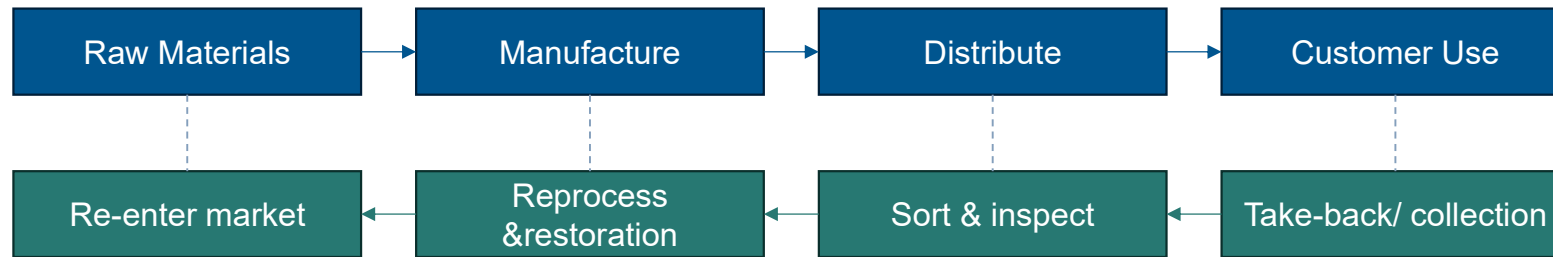 Raw Materials
Manufacture
Distribute
Customer Use
Re-enter market
Reprocess
&restoration
Sort & inspect
Take-back/ collection